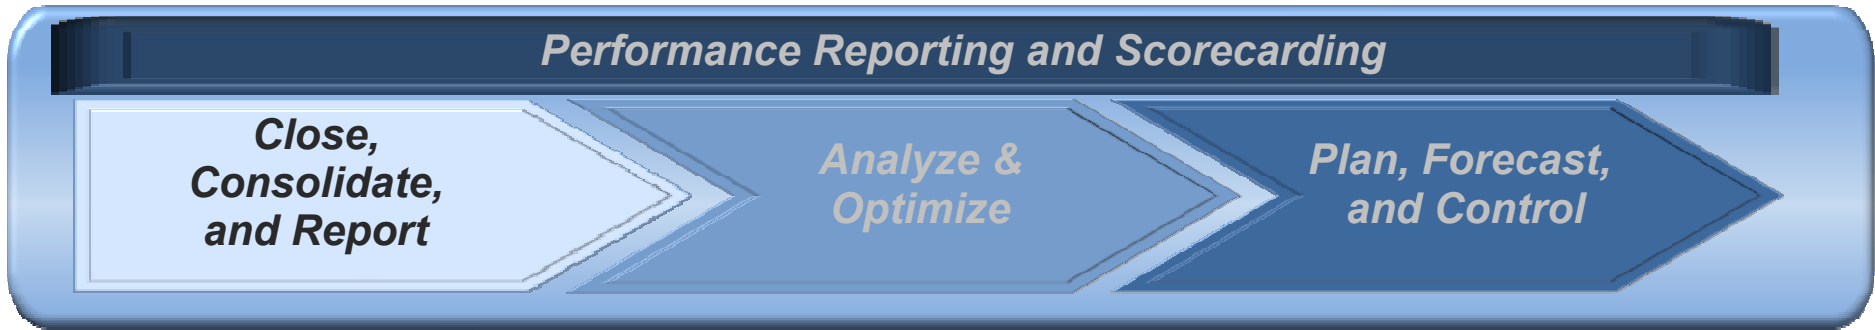 Performance Reporting and Scorecarding
Close,
Consolidate,
and Report
Analyze &
Optimize
Plan, Forecast,
and Control